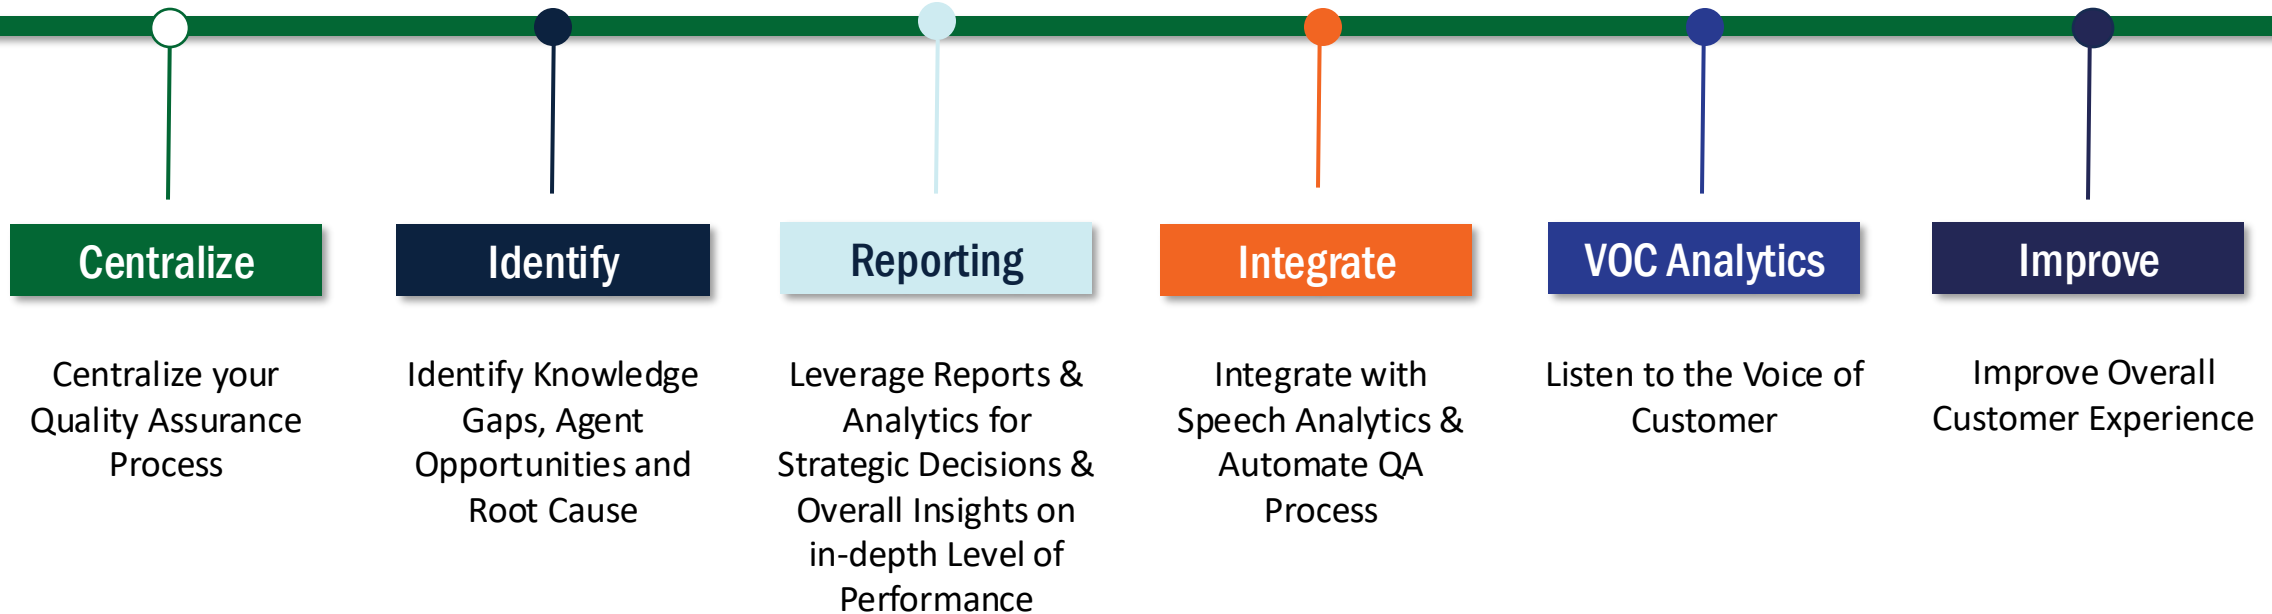 Centralize
Centralize your
Quality Assurance
Process
Identify
Identify Knowledge
Gaps, Agent
Opportunities and
Root Cause
Reporting
Leverage Reports &
Analytics for
Strategic Decisions &
Overall Insights on
in-depth Level of
Performance
Integrate
Integrate with
Speech Analytics &
Automate QA
Process
VOC Analytics
Listen to the Voice of
Customer
Improve
Improve Overall
Customer Experience